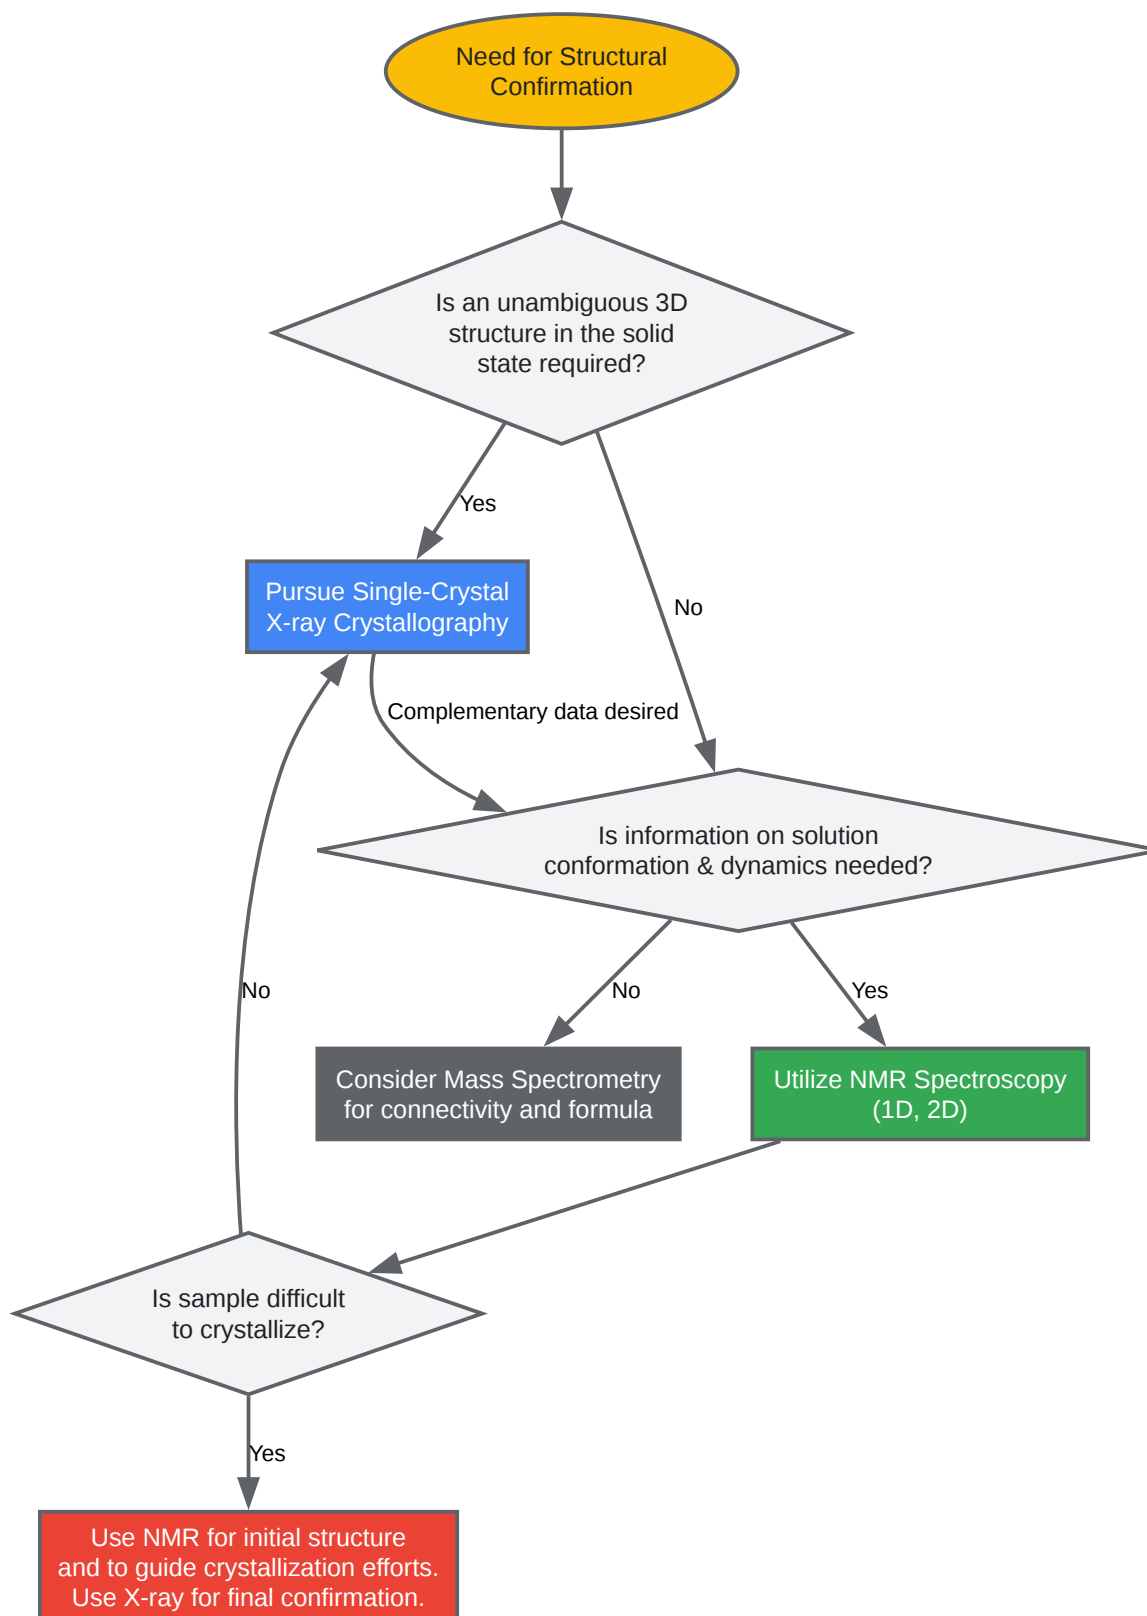 Need for Structural
Confirmation
Is an unambiguous 3D
structure in the solid
state required?
Yes
Pursue Single-Crystal
X-ray Crystallography
No
Complementary data desired
Is information on solution
conformation & dynamics needed?
No
No
Yes
Consider Mass Spectrometry
for connectivity and formula
Utilize NMR Spectroscopy
(1D, 2D)
Is sample difficult
to crystallize?
Yes
Use NMR for initial structure
and to guide crystallization efforts.
Use X-ray for final confirmation.